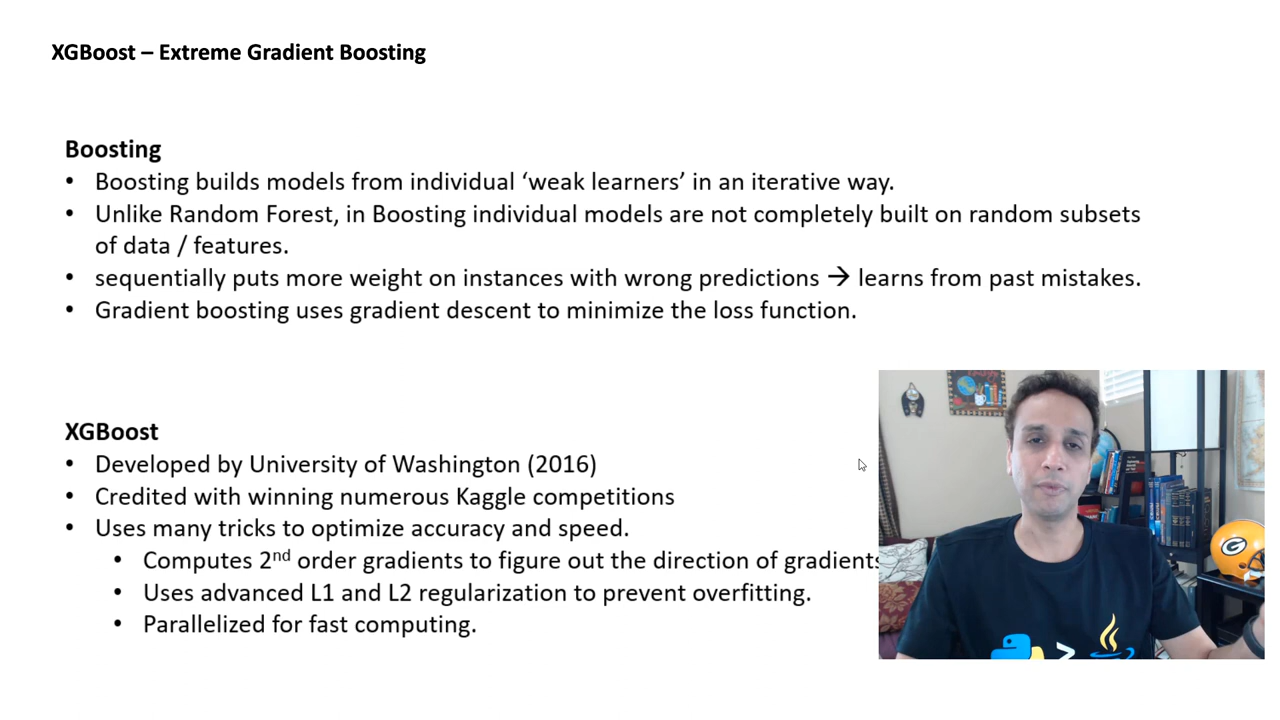 XGBoost – Extreme Gradient Boosting
Boosting
• Boosting builds models from individual ‘weak learners’ in an iterative way.
• Unlike Random Forest, in Boosting individual models are not completely built on random subsets
of data / features.
• sequentially puts more weight on instances with wrong predictions → learns from past mistakes.
• Gradient boosting uses gradient descent to minimize the loss function.
XGBoost
• Developed by University of Washington (2016)
• Credited with winning numerous Kaggle competitions
• Uses many tricks to optimize accuracy and speed.
• Computes 2nd order gradients to figure out the direction of gradients
• Uses advanced L1 and L2 regularization to prevent overfitting.
• Parallelized for fast computing.
G
>